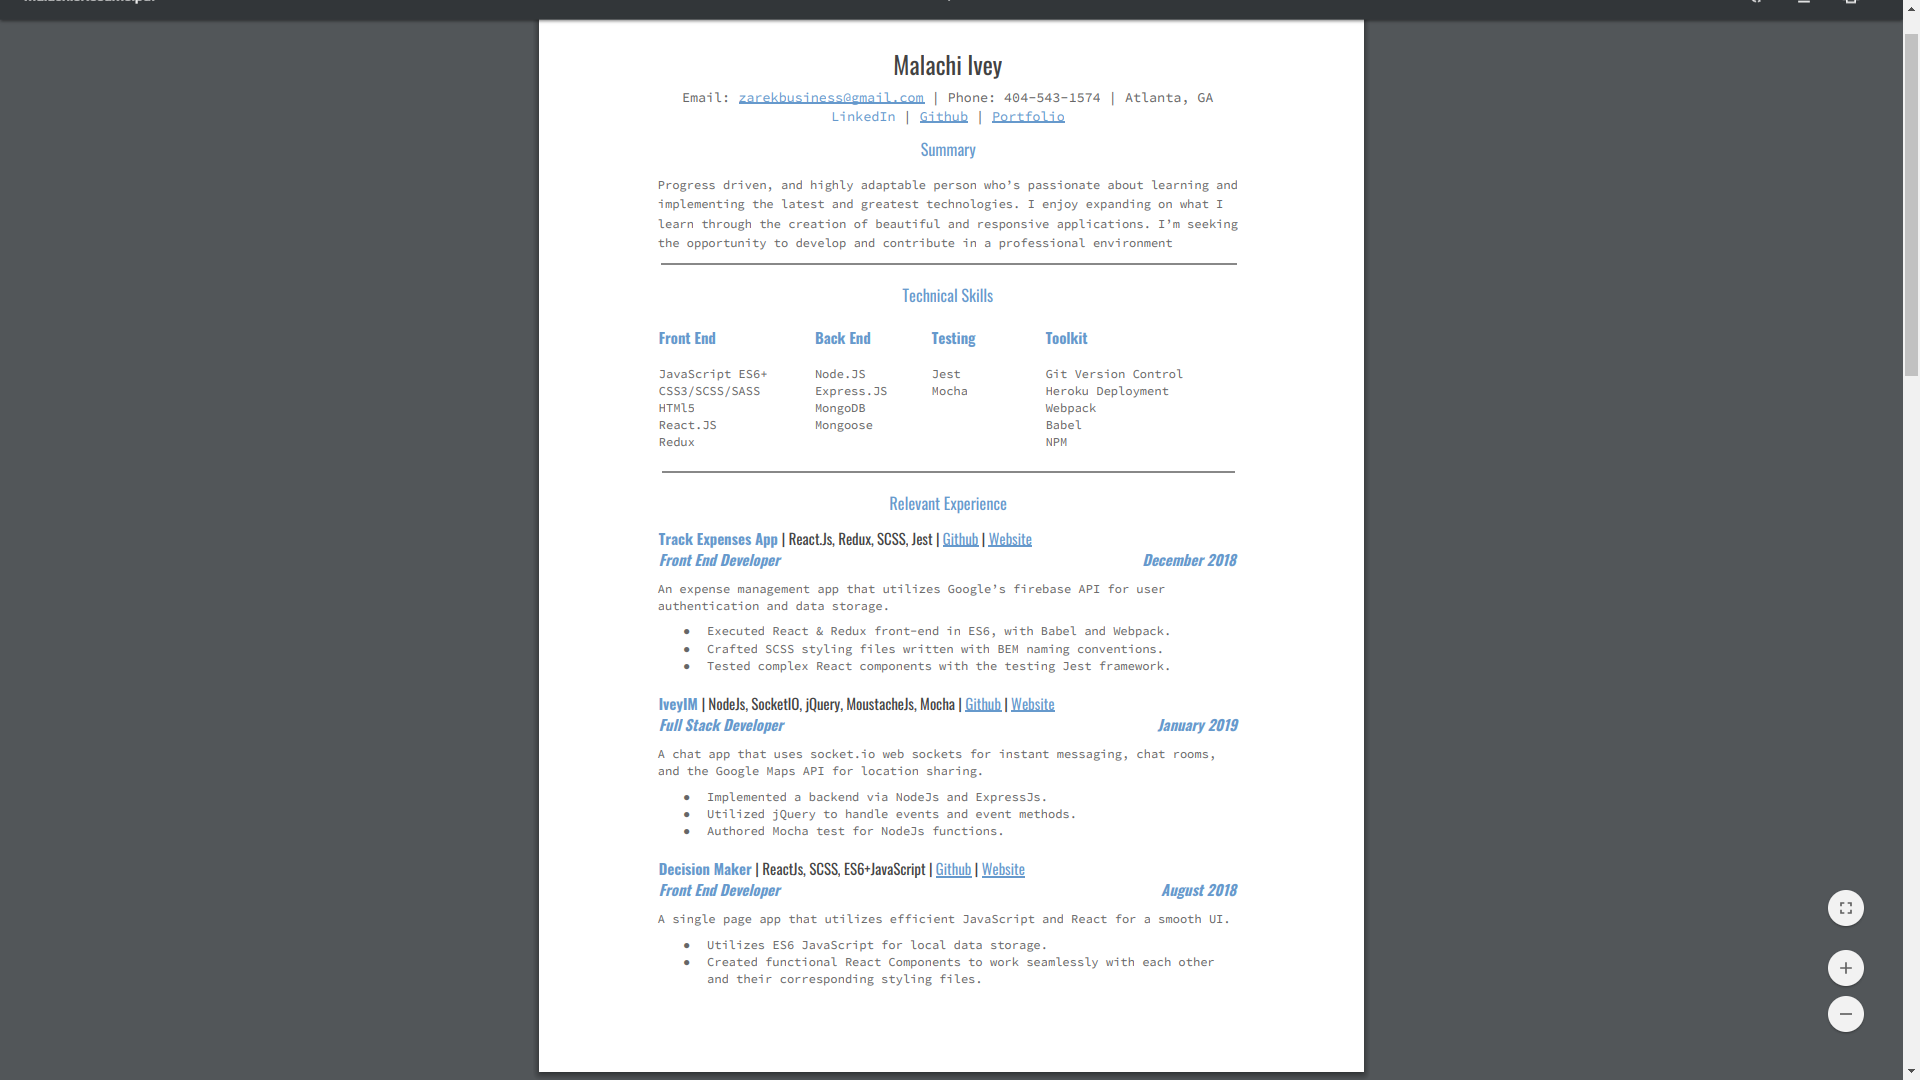 Malachi Ivey
Email: zarekbusiness@gmail.com | Phone: 404-543-1574 | Atlanta, GA
LinkedIn | Github | Portfolio
Summary
Progress driven, and highly adaptable person who’s passionate about learning and
implementing the latest and greatest technologies. I enjoy expanding on what I
learn through the creation of beautiful and responsive applications. I’m seeking
the opportunity to develop and contribute in a professional environment
Technical Skills
Front End Back End Testing Toolkit
JavaScript ES6+ Node.JS Jest Git Version Control
CSS3/SCSS/SASS Express.JS Mocha Heroku Deployment
HTMl5 MongoDB Webpack
React.JS Mongoose Babel
Redux NPM
Relevant Experience
Track Expenses App | React.Js, Redux, SCSS, Jest | Github | Website
Front End Developer December 2018
An expense management app that utilizes Google’s firebase API for user
authentication and data storage.
● Executed React & Redux front-end in ES6, with Babel and Webpack.
● Crafted SCSS styling files written with BEM naming conventions.
● Tested complex React components with the testing Jest framework.
IveyIM | NodeJs, SocketIO, jQuery, MoustacheJs, Mocha | Github | Website
Full Stack Developer January 2019
A chat app that uses socket.io web sockets for instant messaging, chat rooms,
and the Google Maps API for location sharing.
● Implemented a backend via NodeJs and ExpressJs.
● Utilized jQuery to handle events and event methods.
● Authored Mocha test for NodeJs functions.
Decision Maker | ReactJs, SCSS, ES6+JavaScript | Github | Website
Front End Developer August 2018
A single page app that utilizes efficient JavaScript and React for a smooth UI.
● Utilizes ES6 JavaScript for local data storage.
● Created functional React Components to work seamlessly with each other
and their corresponding styling files.